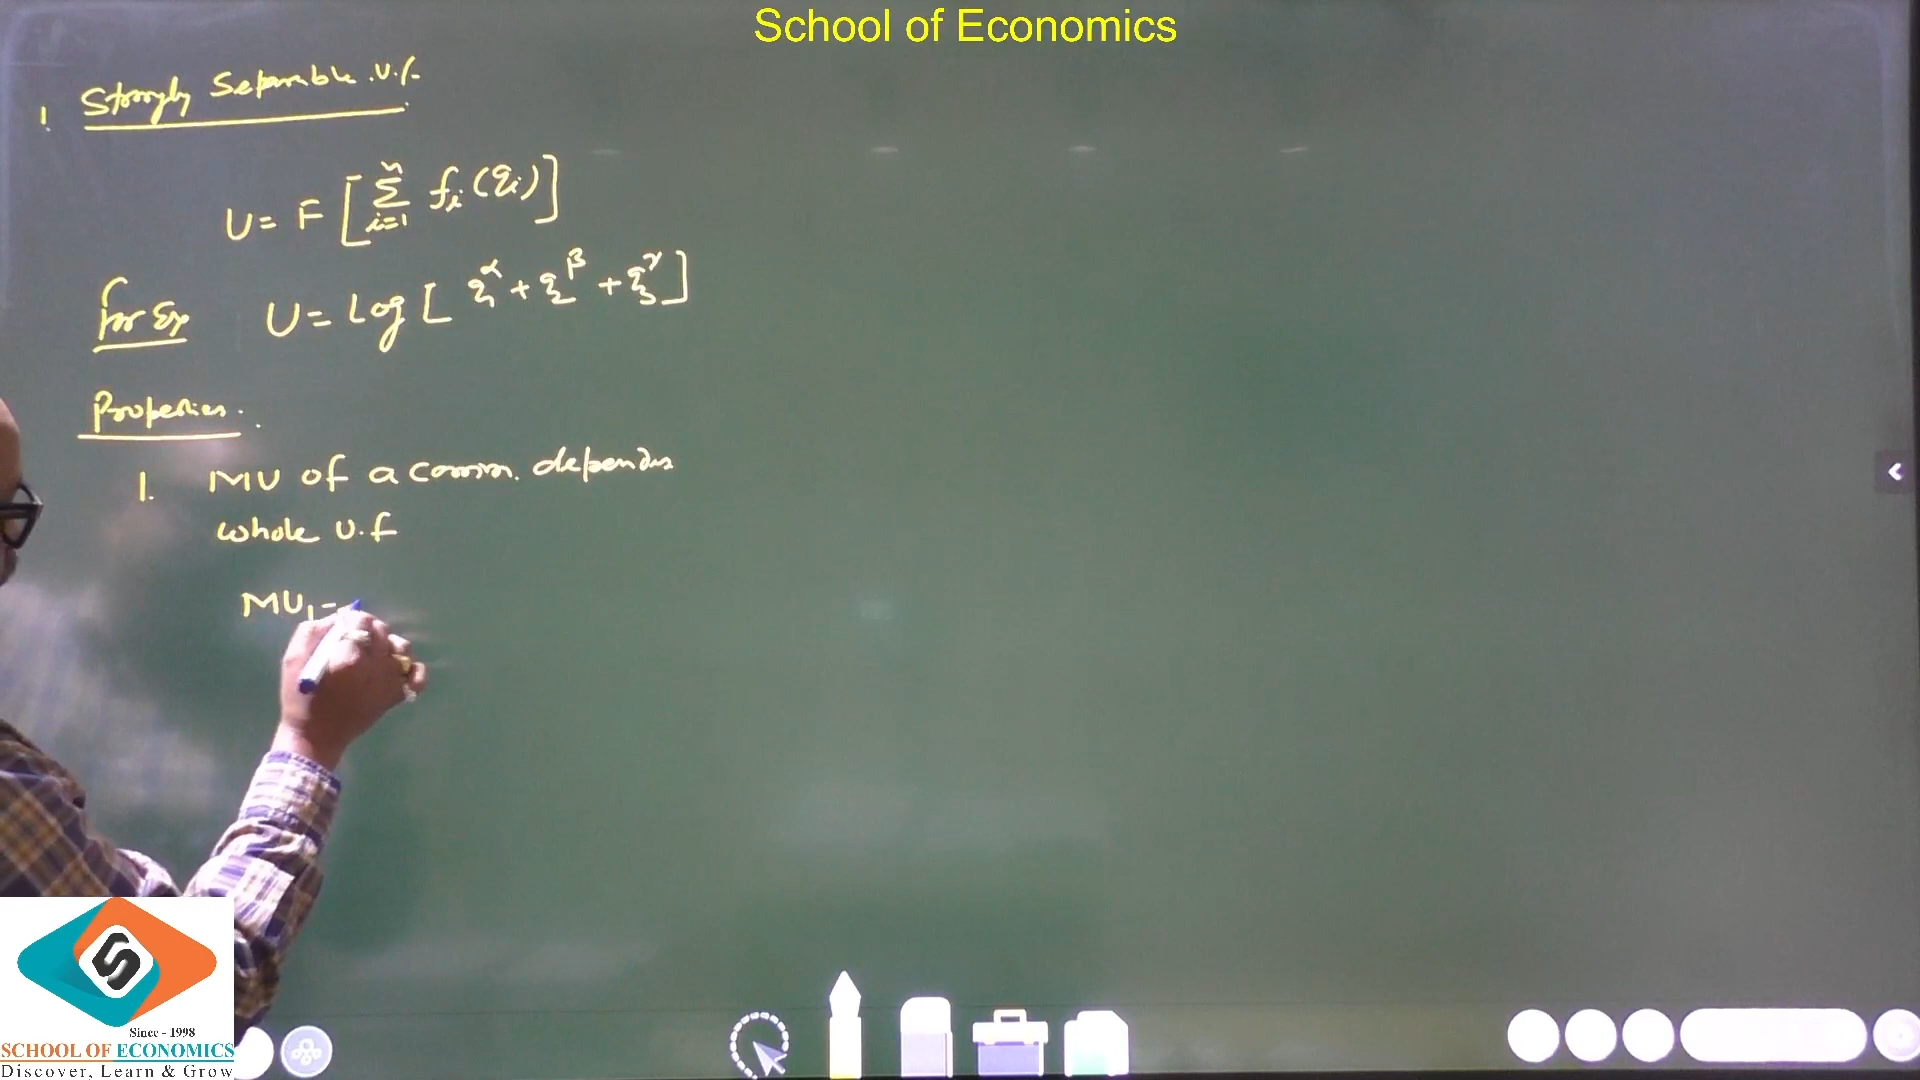 School of Economics
1. Strongly Separable U.f.
U = F [ Σ_{i=1}^{n} f_i (q_i) ]
For Ex U = Log [ q_1^α + q_2^β + q_3^γ ]
Properties.
1. MU of a comm. depends
whole U.f
MU_1 =
Since - 1998
SCHOOL OF ECONOMICS
Discover, Learn & Grow